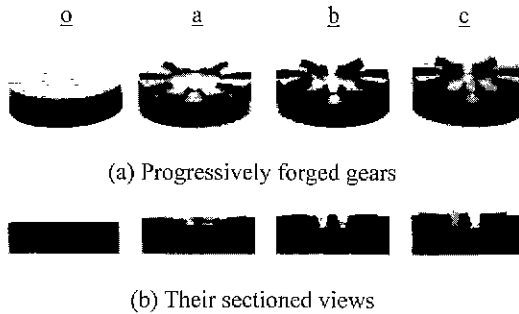 o a b c
(a) Progressively forged gears
(b) Their sectioned views